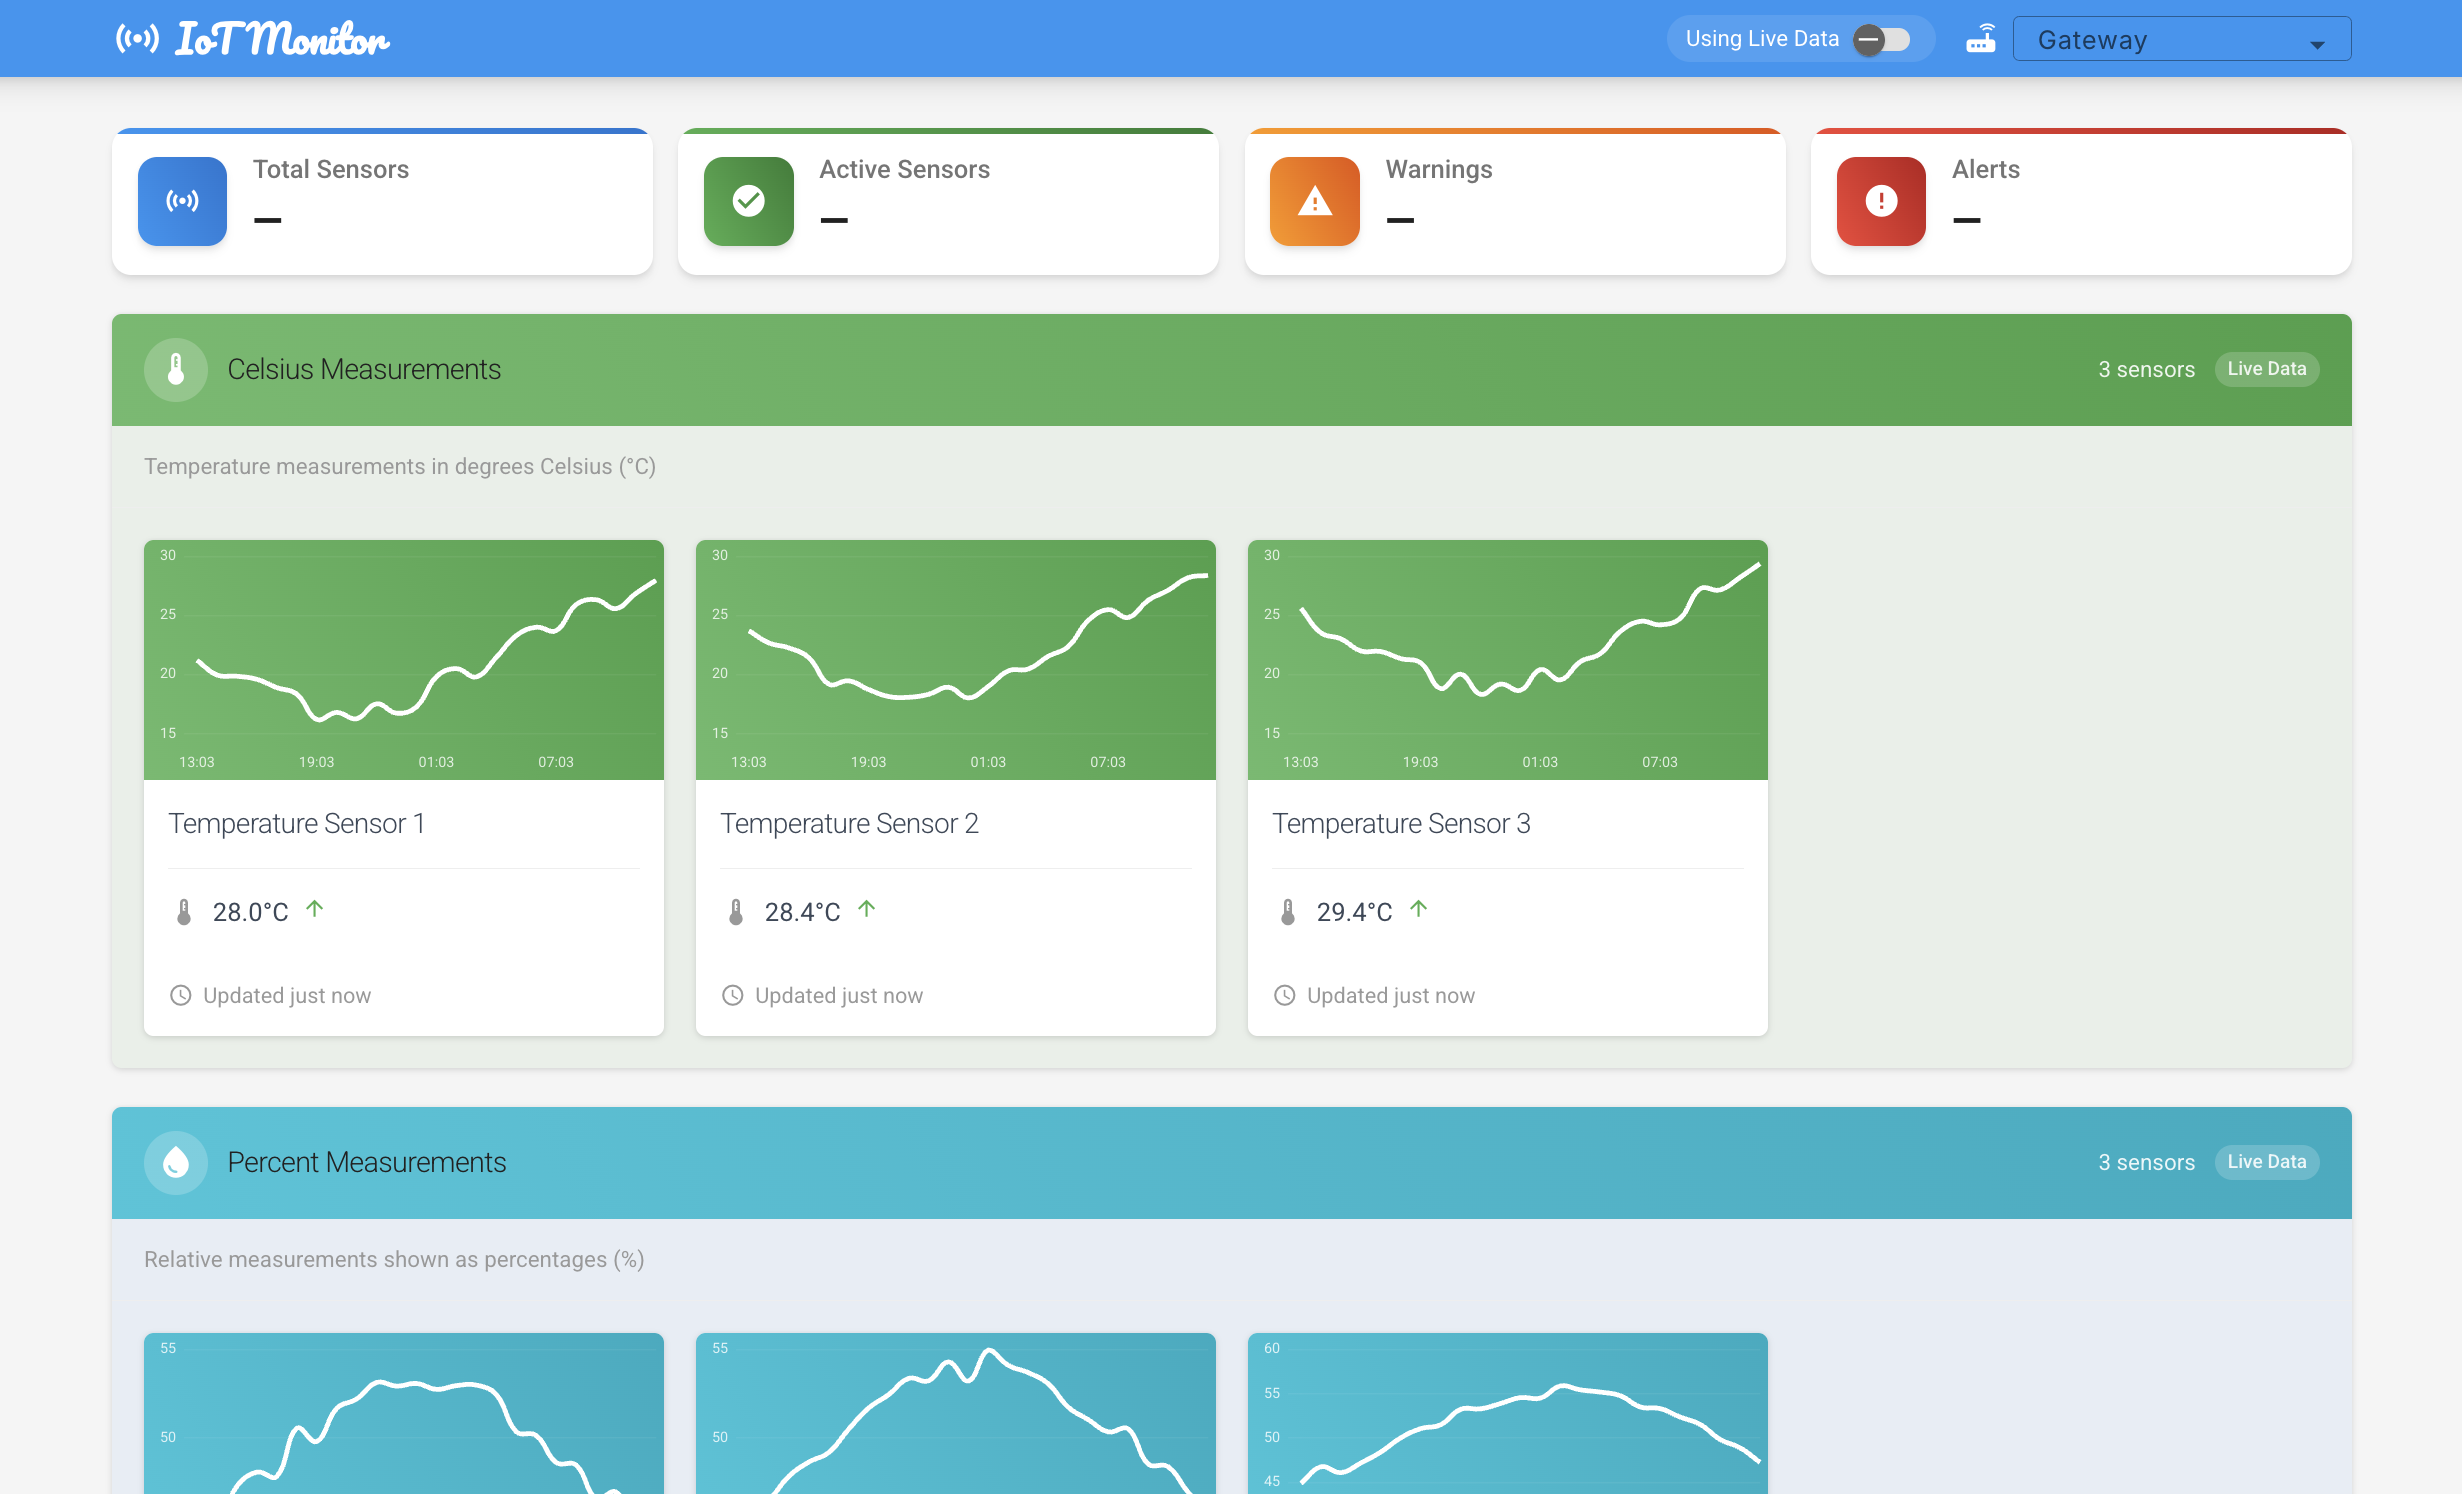 IoT Monitor
Using Live Data
Gateway
Total Sensors
–
Active Sensors
–
Warnings
–
Alerts
–
Celsius Measurements
3 sensors
Live Data
Temperature measurements in degrees Celsius (°C)
30
25
20
15
13:03 19:03 01:03 07:03
Temperature Sensor 1
28.0°C
Updated just now
30
25
20
15
13:03 19:03 01:03 07:03
Temperature Sensor 2
28.4°C
Updated just now
30
25
20
15
13:03 19:03 01:03 07:03
Temperature Sensor 3
29.4°C
Updated just now
Percent Measurements
3 sensors
Live Data
Relative measurements shown as percentages (%)
55
50
55
50
60
55
50
45